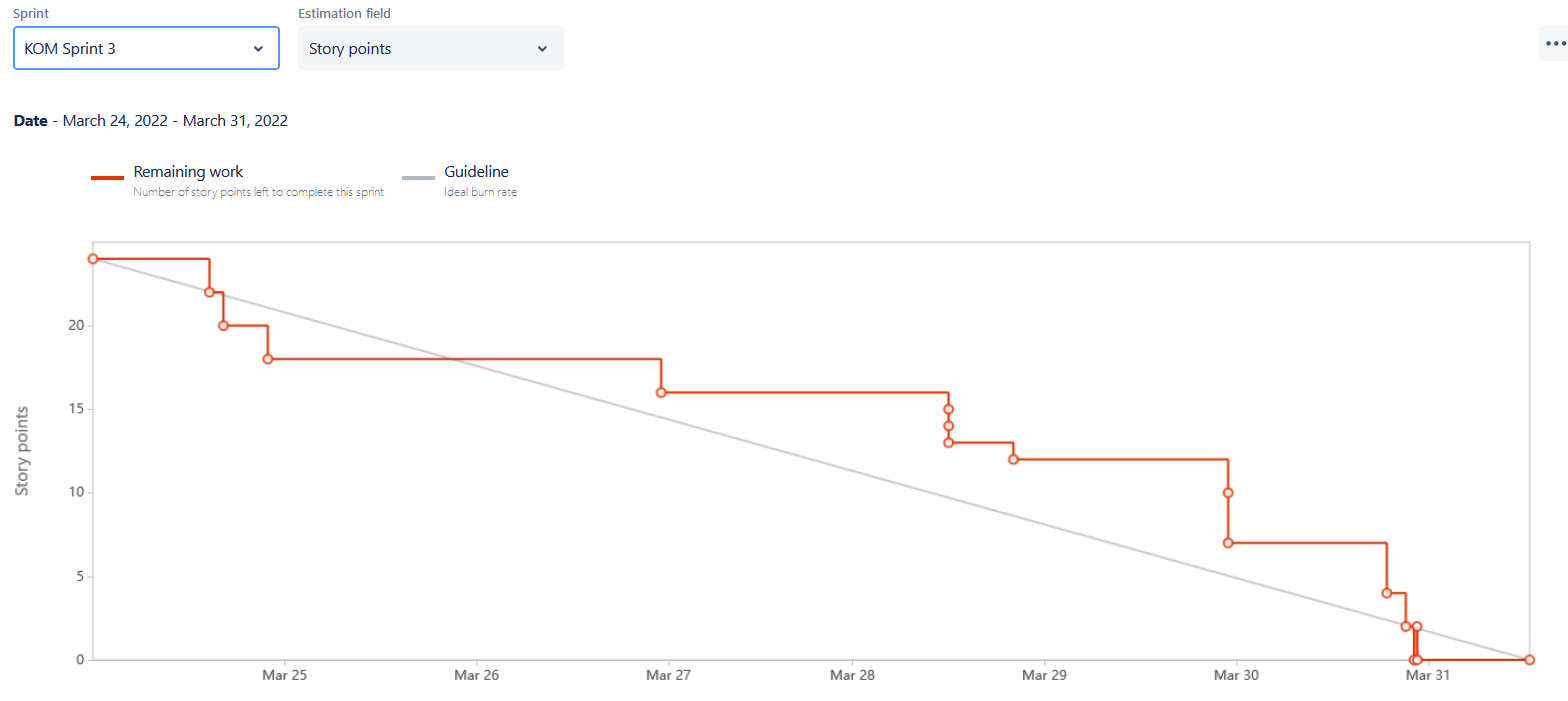 Sprint
Estimation field
KOM Sprint 3
Story points
Date - March 24, 2022 - March 31, 2022
Remaining work
Number of story points left to complete this sprint
Guideline
Ideal burn rate
Story points
20
15
10
5
0
Mar 25
Mar 26
Mar 27
Mar 28
Mar 29
Mar 30
Mar 31